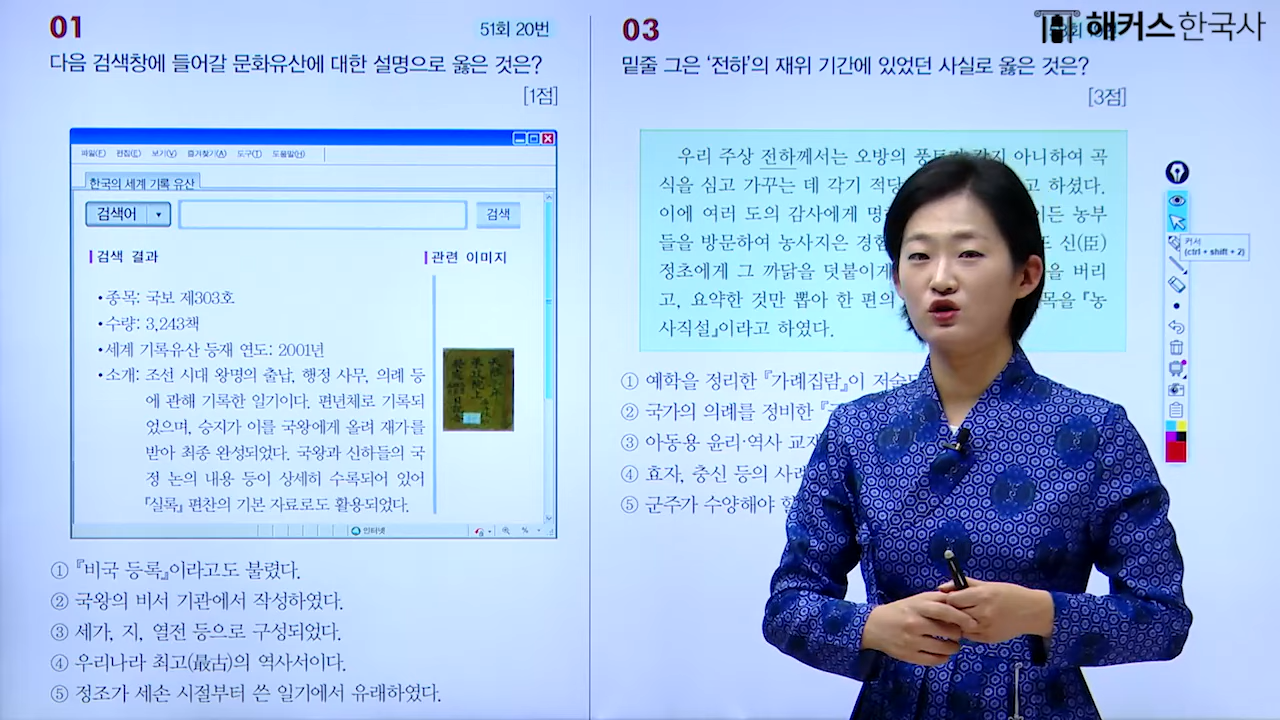 01
51회 20번
다음 검색창에 들어갈 문화유산에 대한 설명으로 옳은 것은?
[1점]
파일(F) 편집(E) 보기(V) 즐겨찾기(A) 도구(T) 도움말(H)
한국의 세계 기록 유산
검색어 ▼
검색
검색 결과
관련 이미지
• 종목: 국보 제303호
• 수량: 3,243책
• 세계 기록유산 등재 연도: 2001년
• 소개: 조선 시대 왕명의 출납, 행정 사무, 의례 등
에 관해 기록한 일기이다. 편년체로 기록되
었으며, 승지가 이를 국왕에게 올려 재가를
받아 최종 완성되었다. 국왕과 신하들의 국
정 논의 내용 등이 상세히 수록되어 있어
『실록』 편찬의 기본 자료로도 활용되었다.
인터넷
%
① 『비국 등록』이라고도 불렸다.
② 국왕의 비서 기관에서 작성하였다.
③ 세가, 지, 열전 등으로 구성되었다.
④ 우리나라 최고(最古)의 역사서이다.
⑤ 정조가 세손 시절부터 쓴 일기에서 유래하였다.
03
해커스한국사
밑줄 그은 '전하'의 재위 기간에 있었던 사실로 옳은 것은?
[3점]
우리 주상 전하께서는 오방의 아니하여 곡
식을 심고 가꾸는 데 각기 하셨다.
이에 여러 도의 감사에게 농부
들을 방문하여 농사지은 신(臣)
정초에게 그 까닭을 덧붙이게 버리
고, 요약한 것만 뽑아 한 편의 『농
사직설』이라고 하였다.
① 예학을 정리한 『가례집람』이
② 국가의 의례를 정비한
③ 아동용 윤리·역사
④ 효자, 충신 등의
⑤ 군주가 수양해야
커서
(ctrl + shift + 2)